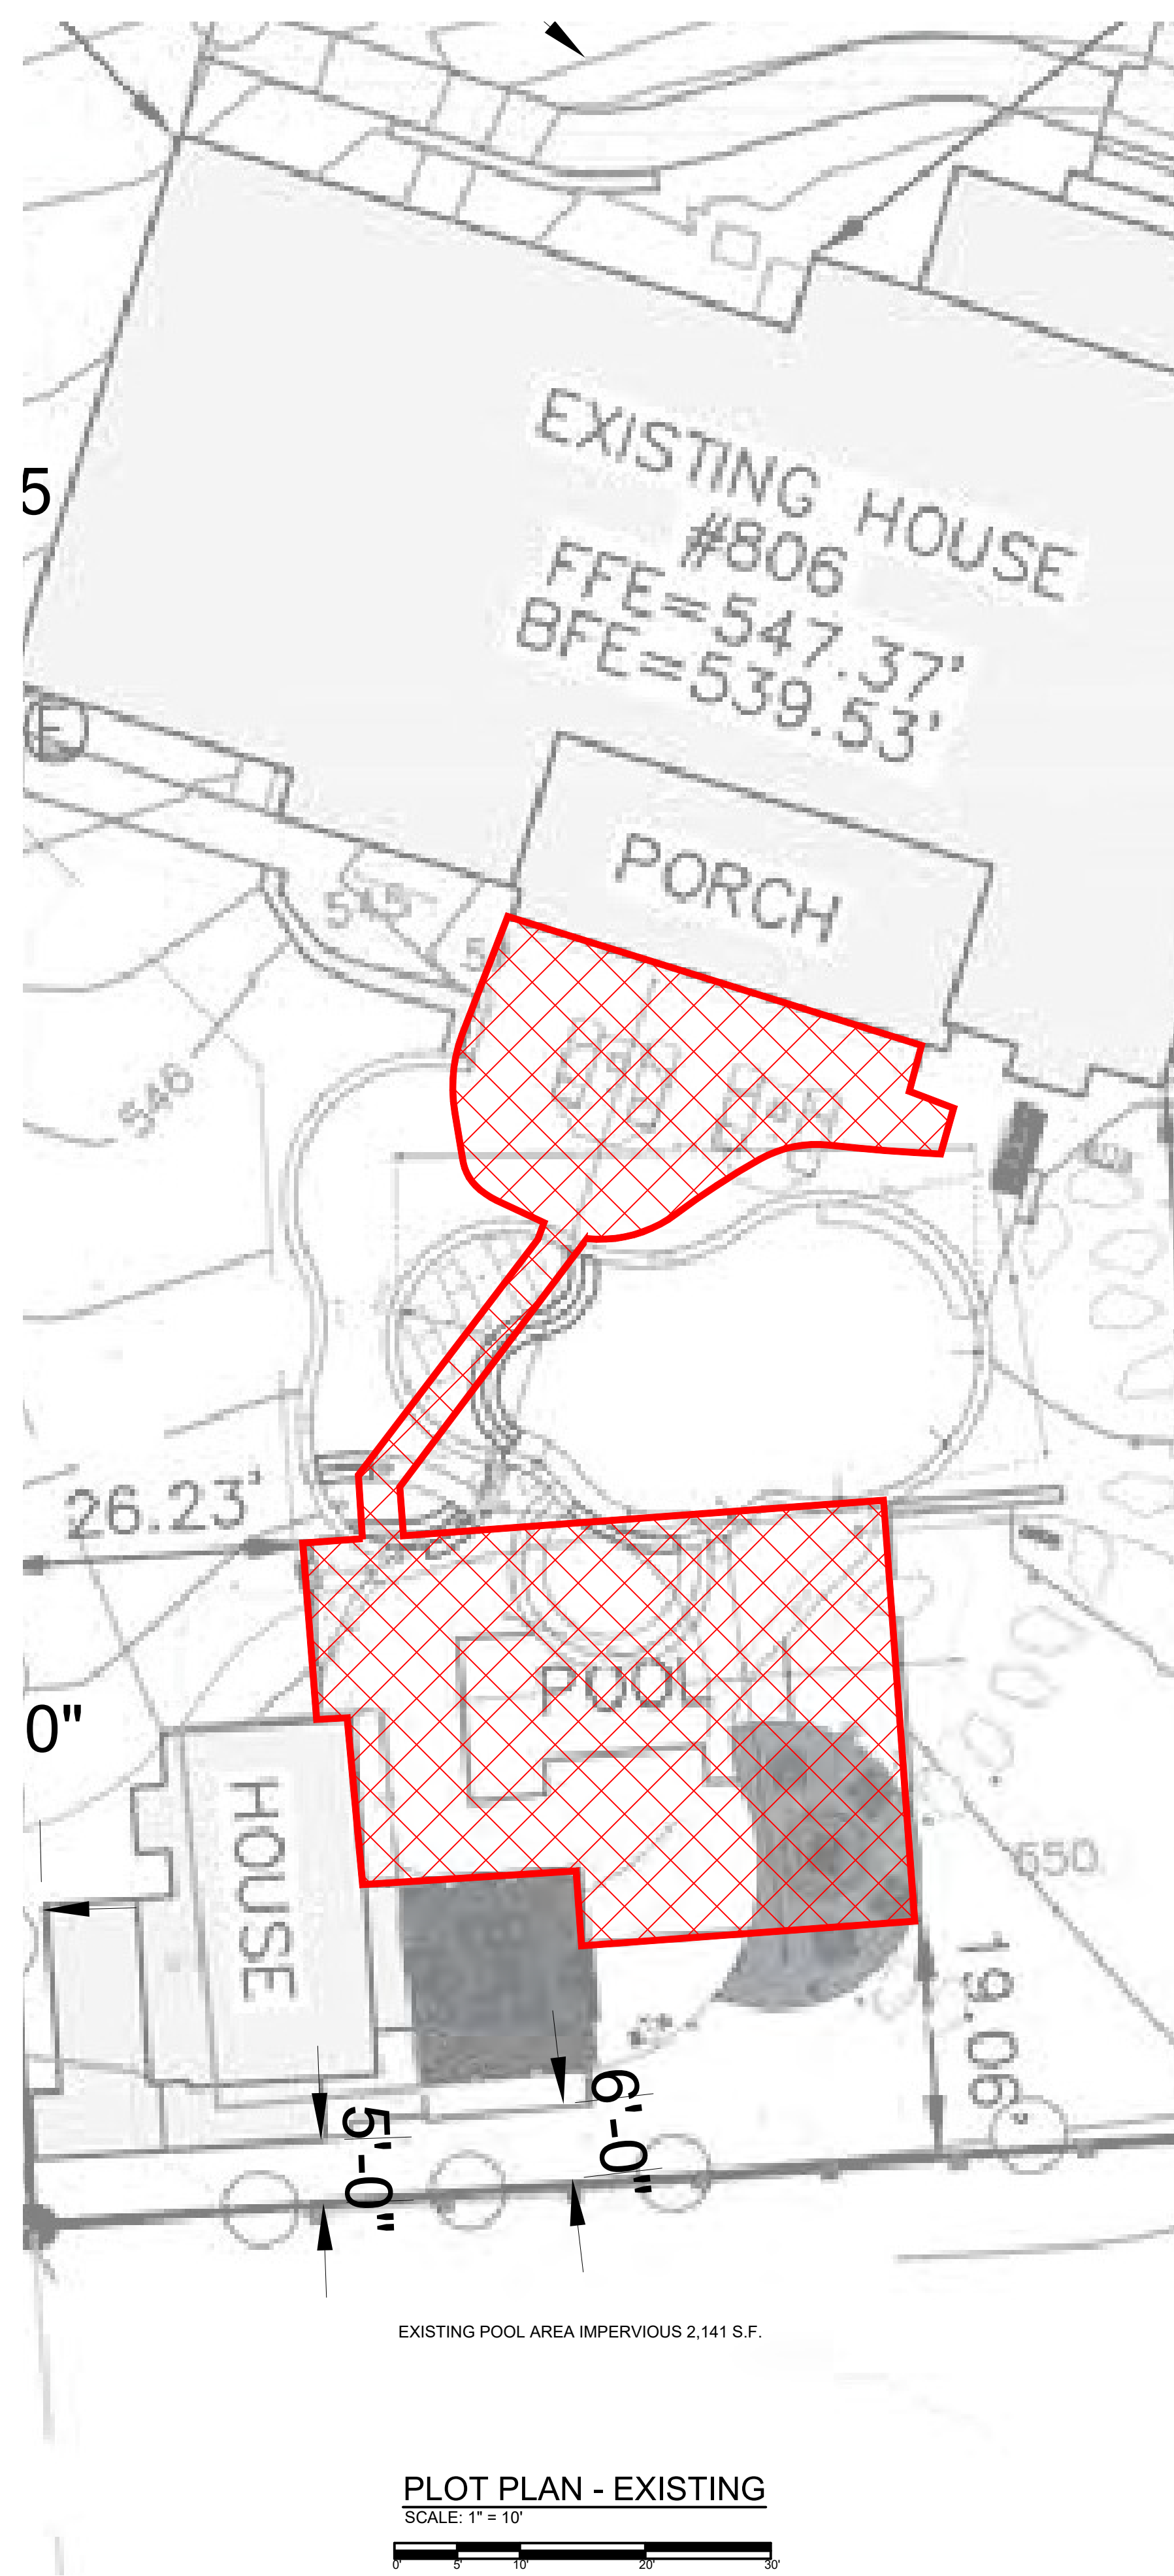 5
EXISTING HOUSE
#806
FFE=547.37'
BFE=539.53'
E
PORCH
546
26.23'
POOL
0"
HOUSE
650
19.06'
5'-0"
6'-0"
EXISTING POOL AREA IMPERVIOUS 2,141 S.F.
PLOT PLAN - EXISTING
SCALE: 1" = 10'
0' 5' 10' 20' 30'